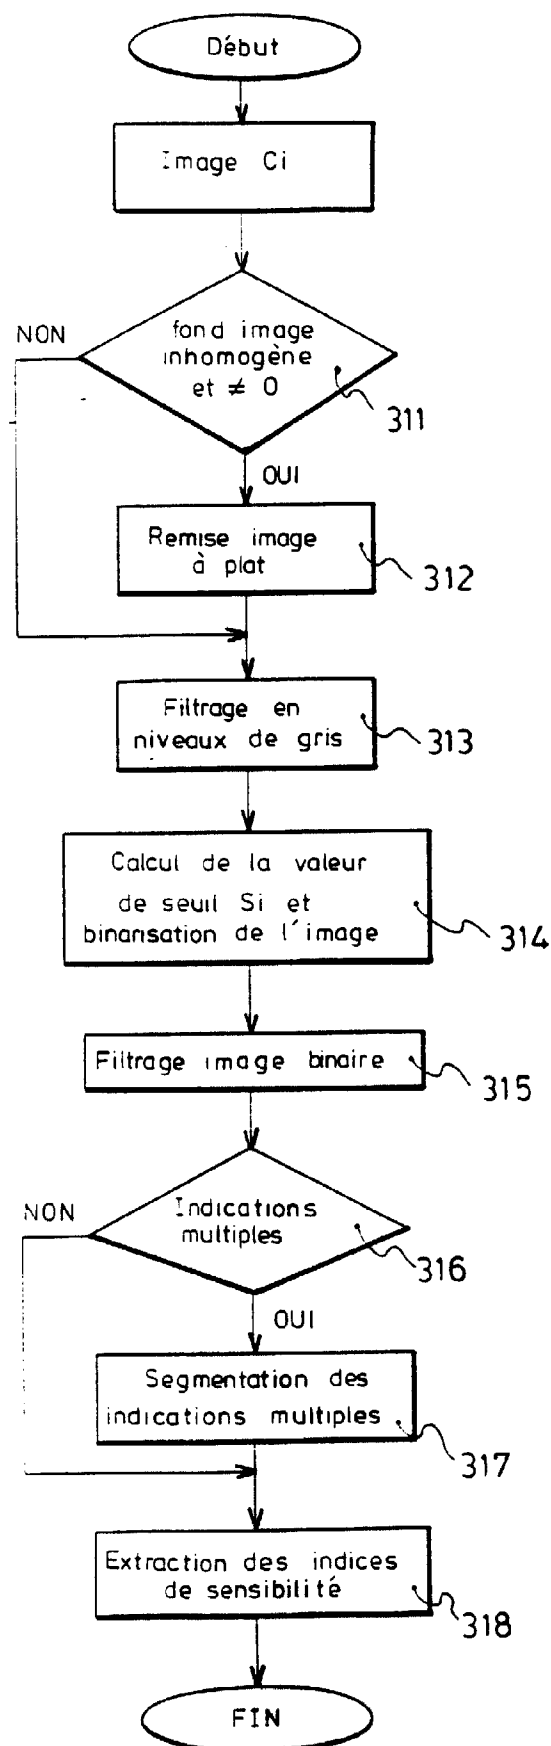 Début
Image Ci
NON
fond image
inhomogène
et ≠ 0
311
OUI
Remise image
à plat
312
Filtrage en
niveaux de gris
313
Calcul de la valeur
de seuil Si et
binarisation de l'image
314
Filtrage image binaire
315
NON
Indications
multiples
316
OUI
Segmentation des
indications multiples
317
Extraction des indices
de sensibilité
318
FIN